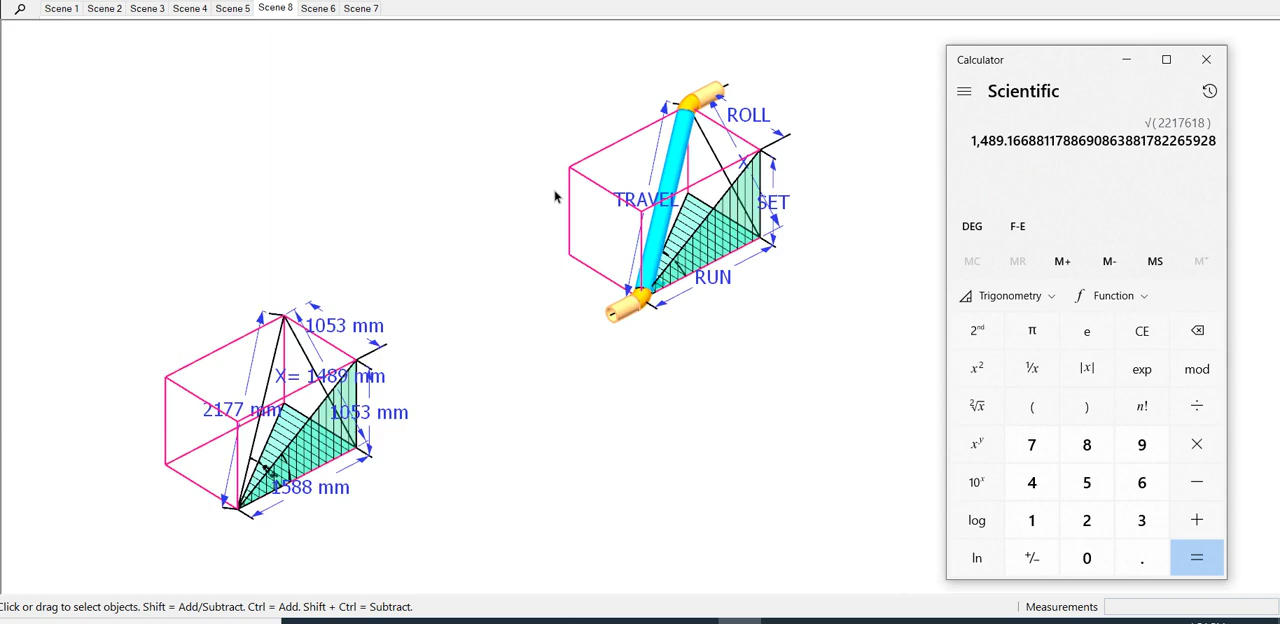 Scene 1 Scene 2 Scene 3 Scene 4 Scene 5 Scene 8 Scene 6 Scene 7
Calculator
Scientific
√(2217618)
1,489.1668811788690863881782265928
DEG F-E
MC MR M+ M- MS M˅
Trigonometry Function
2nd π e CE
x² ¹/x |x| exp mod
²√x ( ) n! ÷
xʸ 7 8 9 ×
10ˣ 4 5 6 −
log 1 2 3 +
ln +/− 0 . =
ROLL
X
TRAVEL
SET
RUN
1053 mm
X= 1489 mm
2177 mm
1053 mm
1588 mm
Click or drag to select objects. Shift = Add/Subtract. Ctrl = Add. Shift + Ctrl = Subtract.
Measurements